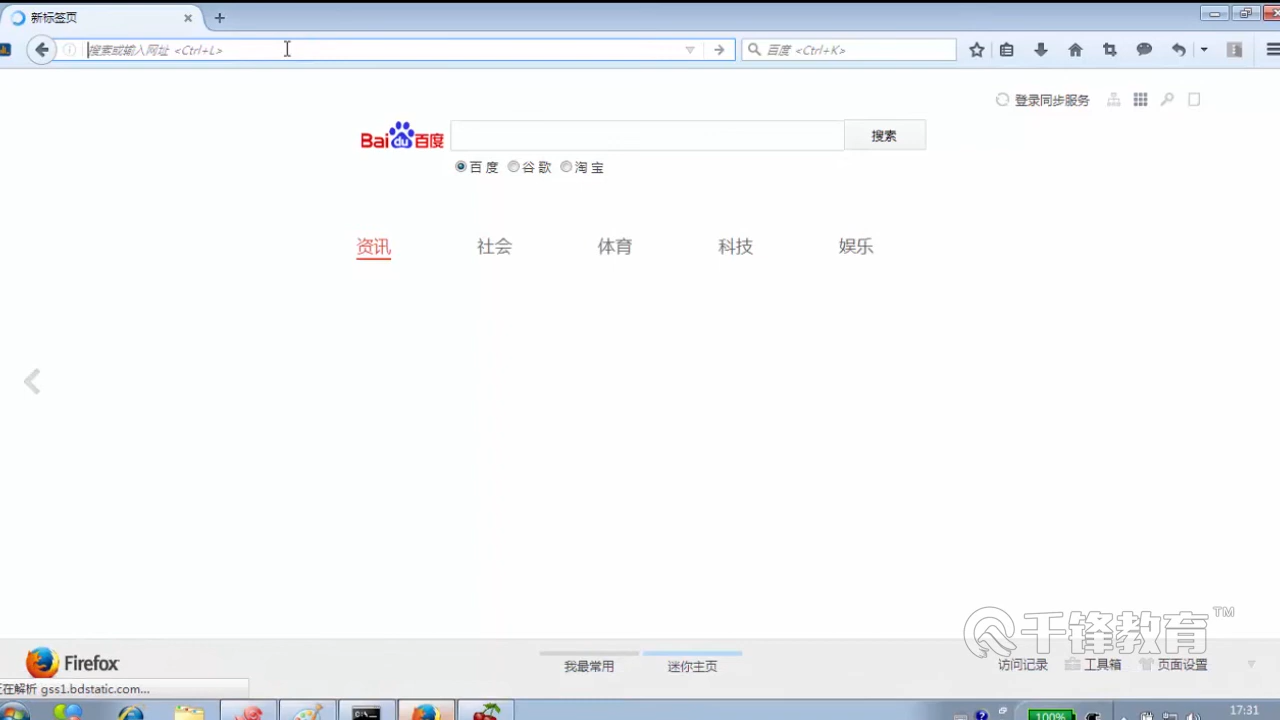 新标签页
搜索或输入网址 <Ctrl+L>
百度 <Ctrl+K>
登录同步服务
Bai du 百度
搜索
百 度 谷 歌 淘 宝
资讯 社会 体育 科技 娱乐
千锋教育 TM
Firefox
我最常用 迷你主页
访问记录 工具箱 页面设置
正在解析 gss1.bdstatic.com...
C:\
100%
17:31